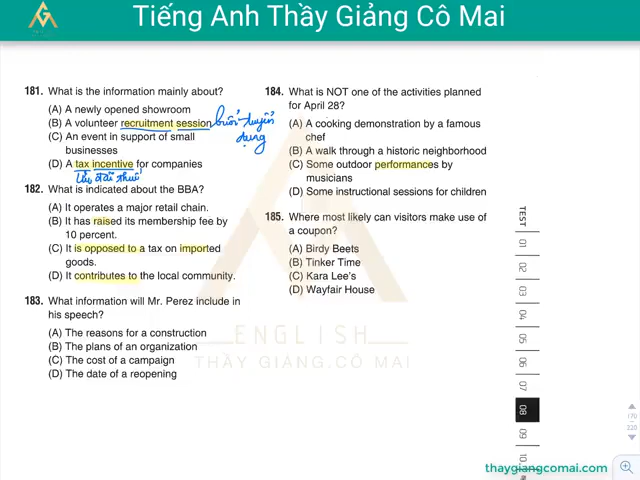 Tiếng Anh Thầy Giảng Cô Mai
181. What is the information mainly about?
(A) A newly opened showroom
(B) A volunteer recruitment session
buổi tuyển dụng
(C) An event in support of small
businesses
(D) A tax incentive for companies
ưu đãi thuế
182. What is indicated about the BBA?
(A) It operates a major retail chain.
(B) It has raised its membership fee by
10 percent.
(C) It is opposed to a tax on imported
goods.
(D) It contributes to the local community.
183. What information will Mr. Perez include in
his speech?
(A) The reasons for a construction
(B) The plans of an organization
(C) The cost of a campaign
(D) The date of a reopening
184. What is NOT one of the activities planned
for April 28?
(A) A cooking demonstration by a famous
chef
(B) A walk through a historic neighborhood
(C) Some outdoor performances by
musicians
(D) Some instructional sessions for children
185. Where most likely can visitors make use of
a coupon?
(A) Birdy Beets
(B) Tinker Time
(C) Kara Lee's
(D) Wayfair House
TEST
01
02
03
04
05
06
07
08
09
10
170
220
ENGLISH
THẦY GIẢNG.CÔ MAI
thaygiangcomai.com